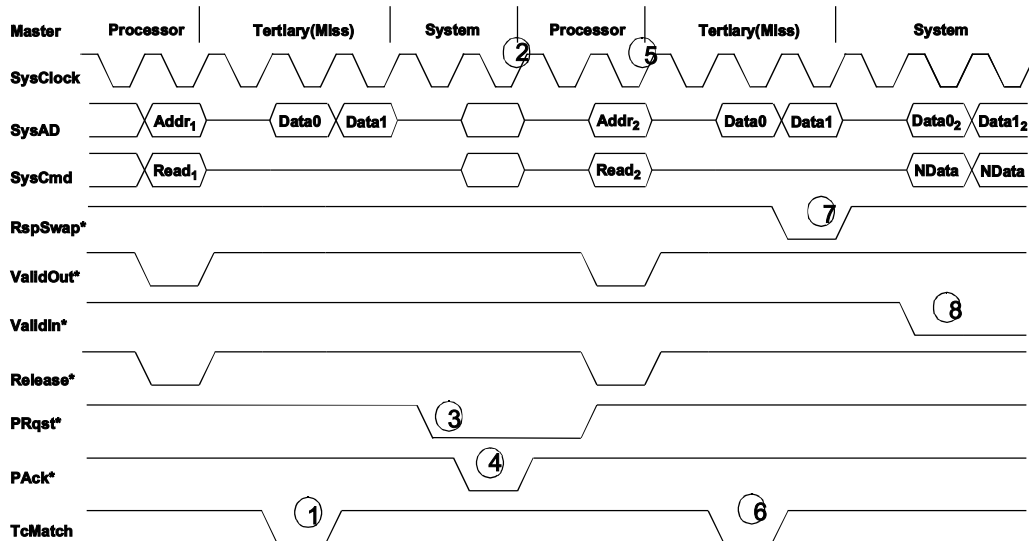 Master Processor Tertiary(Miss) System Processor Tertiary(Miss) System
2 5
SysClock
SysAD Addr1 Data0 Data1 Addr2 Data0 Data1 Data02 Data12
SysCmd Read1 Read2 NData NData
RspSwap* 7
ValidOut*
ValidIn* 8
Release*
PRqst* 3
PAck* 4
TcMatch 1 6